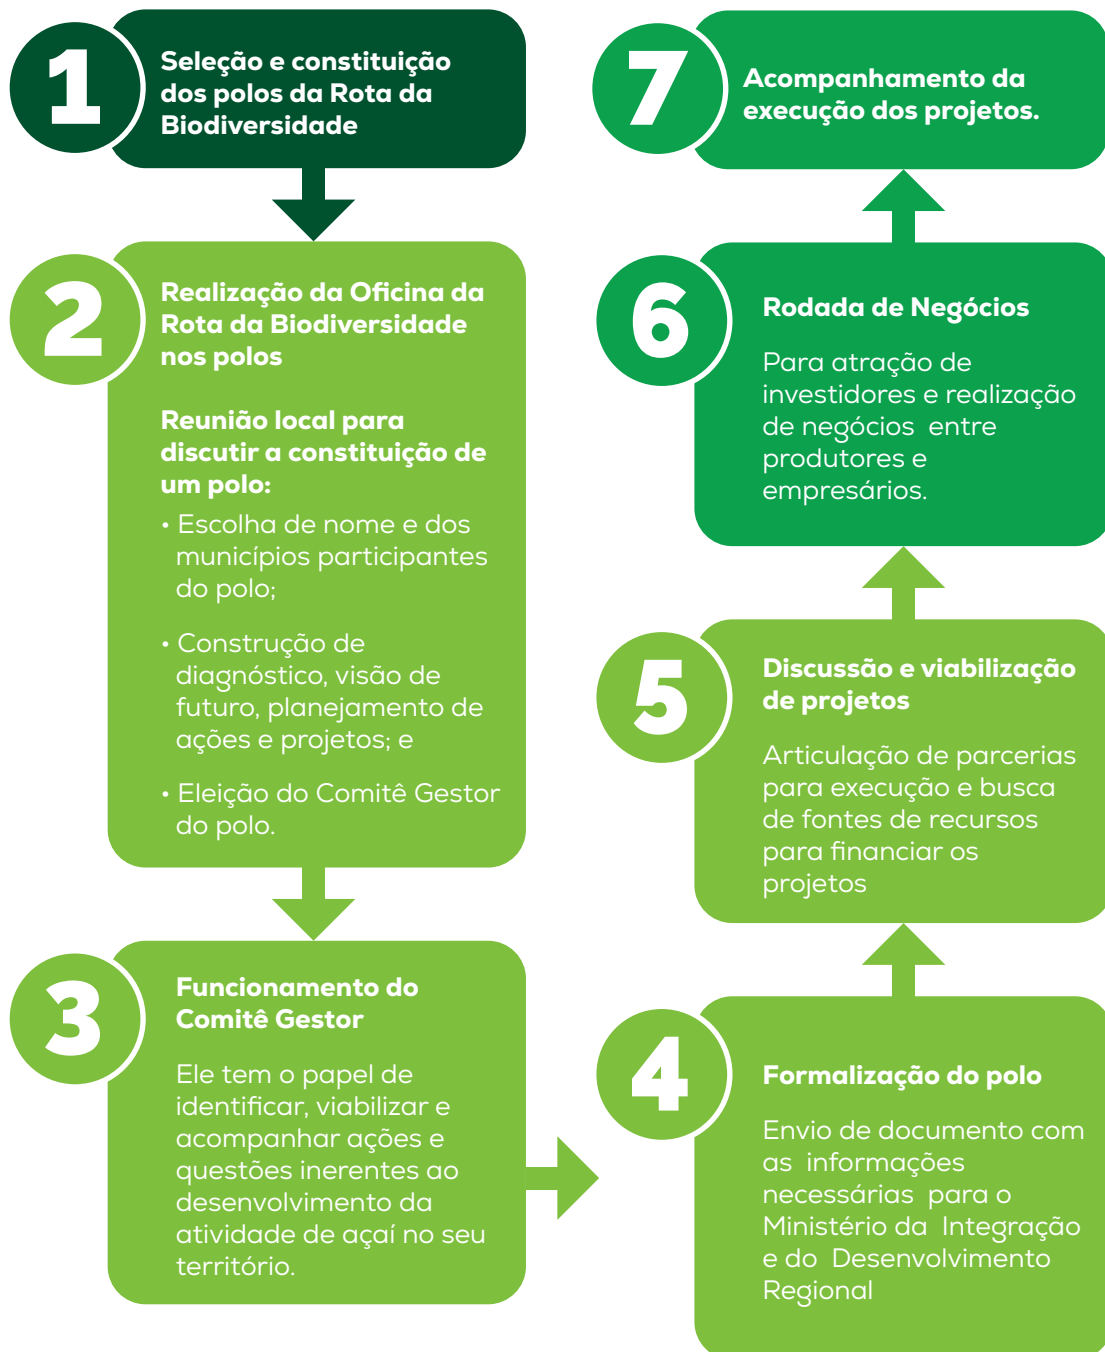 1
Seleção e constituição
dos polos da Rota da
Biodiversidade
2
Realização da Oficina da
Rota da Biodiversidade
nos polos
Reunião local para
discutir a constituição de
um polo:
• Escolha de nome e dos
municípios participantes
do polo;
• Construção de
diagnóstico, visão de
futuro, planejamento de
ações e projetos; e
• Eleição do Comitê Gestor
do polo.
3
Funcionamento do
Comitê Gestor
Ele tem o papel de
identificar, viabilizar e
acompanhar ações e
questões inerentes ao
desenvolvimento da
atividade de açaí no seu
território.
4
Formalização do polo
Envio de documento com
as informações
necessárias para o
Ministério da Integração
e do Desenvolvimento
Regional
5
Discussão e viabilização
de projetos
Articulação de parcerias
para execução e busca
de fontes de recursos
para financiar os
projetos
6
Rodada de Negócios
Para atração de
investidores e realização
de negócios entre
produtores e
empresários.
7
Acompanhamento da
execução dos projetos.